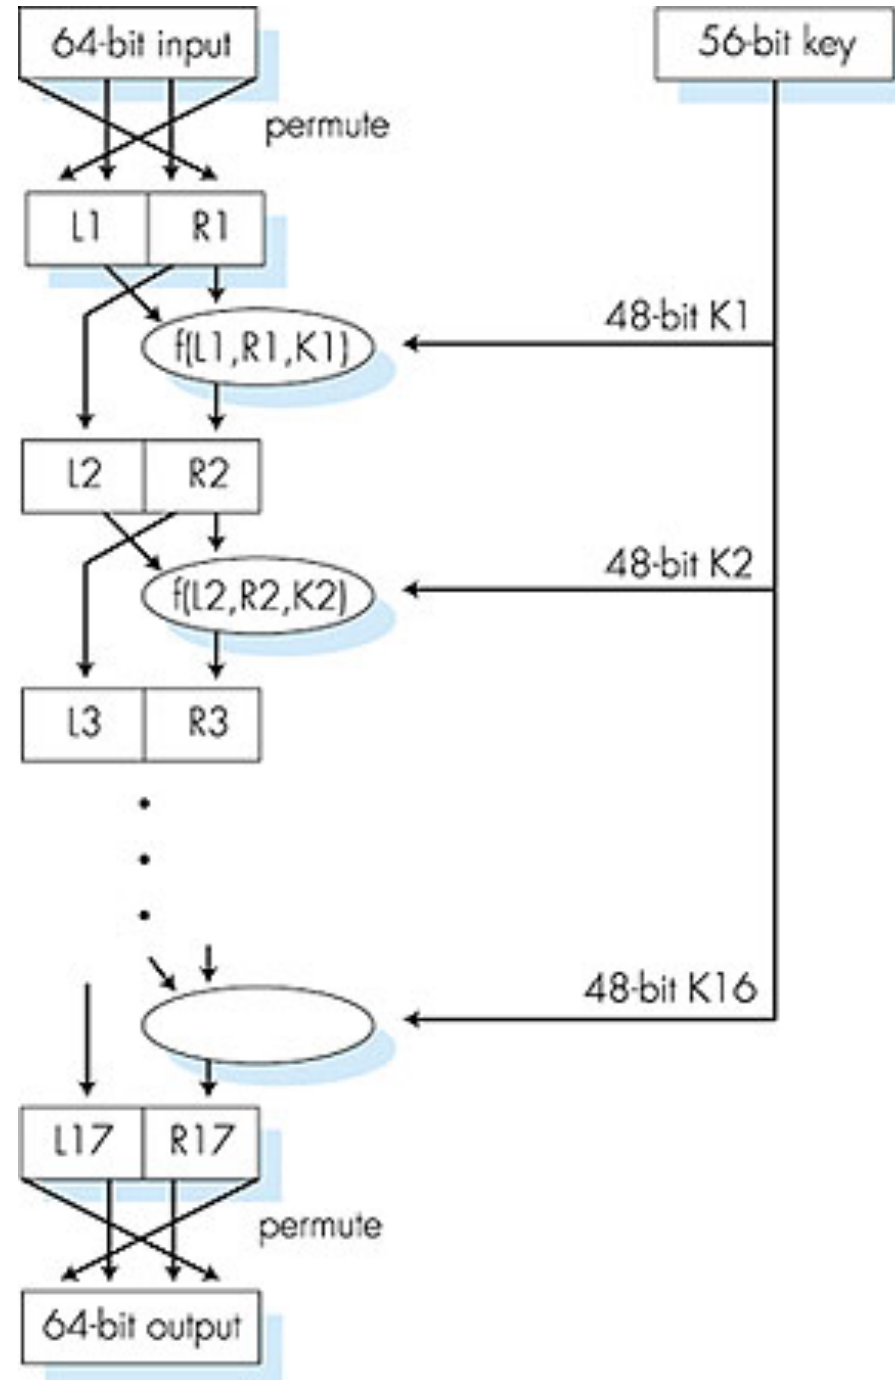 64-bit input
56-bit key
permute
L1 R1
48-bit K1
f(L1,R1,K1)
L2 R2
48-bit K2
f(L2,R2,K2)
L3 R3
48-bit K16
L17 R17
permute
64-bit output